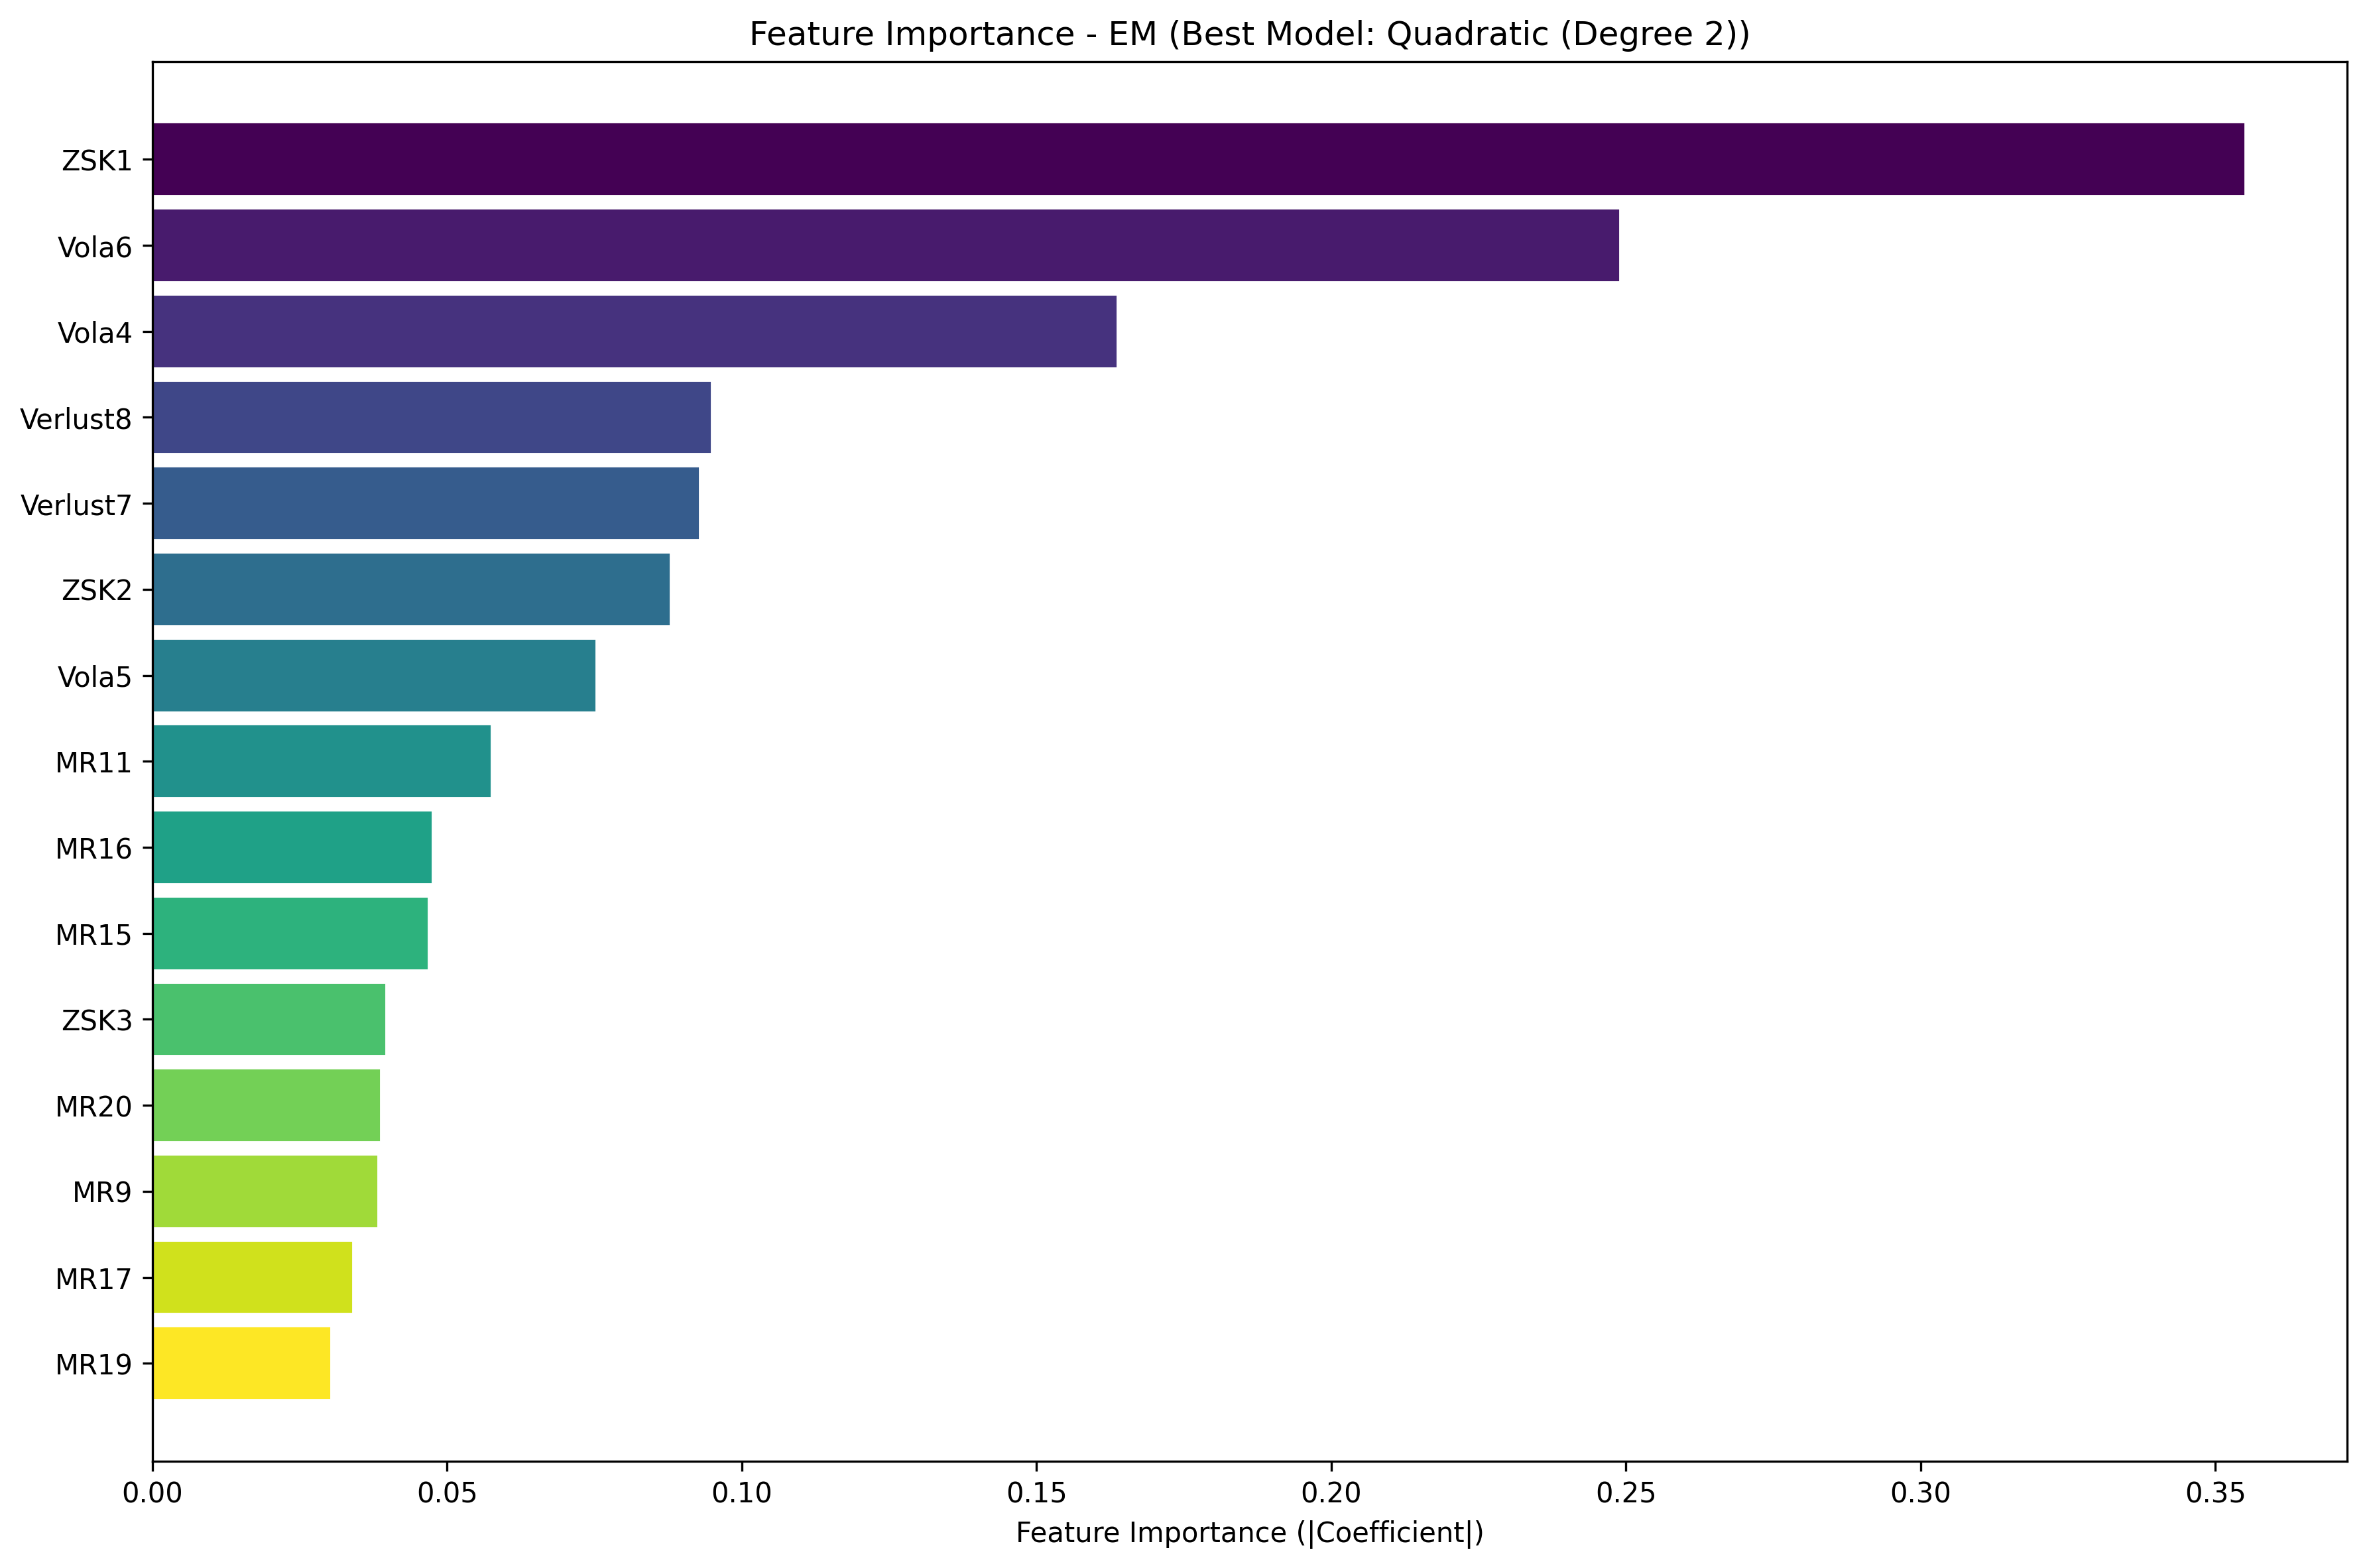 Feature Importance - EM (Best Model: Quadratic (Degree 2))
ZSK1
Vola6
Vola4
Verlust8
Verlust7
ZSK2
Vola5
MR11
MR16
MR15
ZSK3
MR20
MR9
MR17
MR19
0.00 0.05 0.10 0.15 0.20 0.25 0.30 0.35
Feature Importance (|Coefficient|)